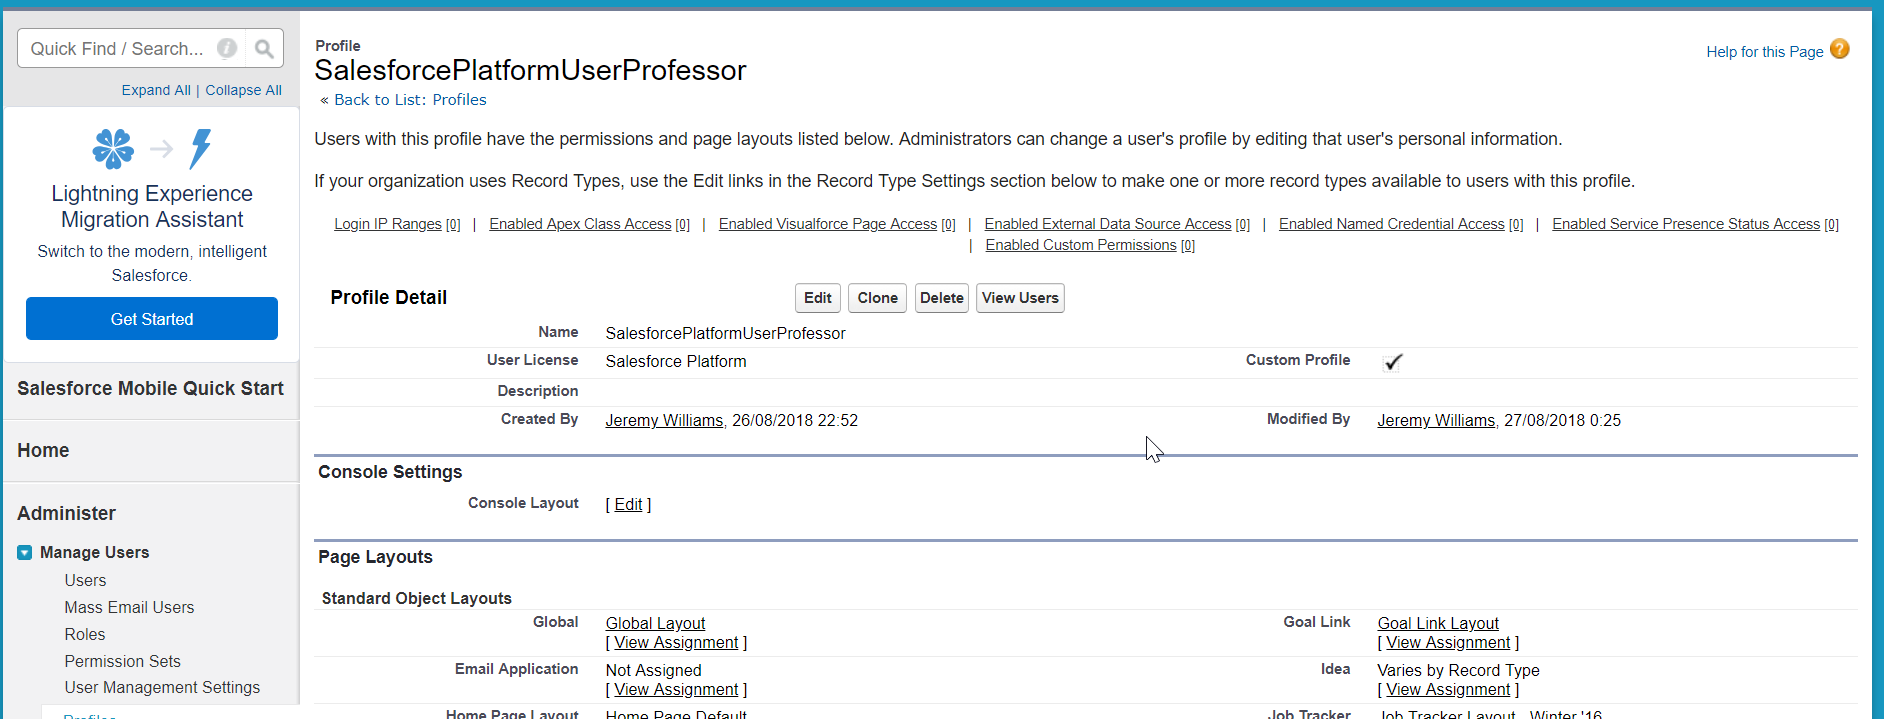 Quick Find / Search...
Expand All | Collapse All
Lightning Experience
Migration Assistant
Switch to the modern, intelligent
Salesforce.
Get Started
Salesforce Mobile Quick Start
Home
Administer
Manage Users
Users
Mass Email Users
Roles
Permission Sets
User Management Settings
Profiles
Profile
SalesforcePlatformUserProfessor
« Back to List: Profiles
Help for this Page ?
Users with this profile have the permissions and page layouts listed below. Administrators can change a user's profile by editing that user's personal information.
If your organization uses Record Types, use the Edit links in the Record Type Settings section below to make one or more record types available to users with this profile.
Login IP Ranges [0] | Enabled Apex Class Access [0] | Enabled Visualforce Page Access [0] | Enabled External Data Source Access [0] | Enabled Named Credential Access [0] | Enabled Service Presence Status Access [0]
| Enabled Custom Permissions [0]
Profile Detail Edit Clone Delete View Users
Name SalesforcePlatformUserProfessor
User License Salesforce Platform Custom Profile
Description
Created By Jeremy Williams, 26/08/2018 22:52 Modified By Jeremy Williams, 27/08/2018 0:25
Console Settings
Console Layout [ Edit ]
Page Layouts
Standard Object Layouts
Global Global Layout Goal Link Goal Link Layout
[ View Assignment ] [ View Assignment ]
Email Application Not Assigned Idea Varies by Record Type
[ View Assignment ] [ View Assignment ]
Home Page Layout Home Page Default Job Tracker Job Tracker Layout - Winter '16